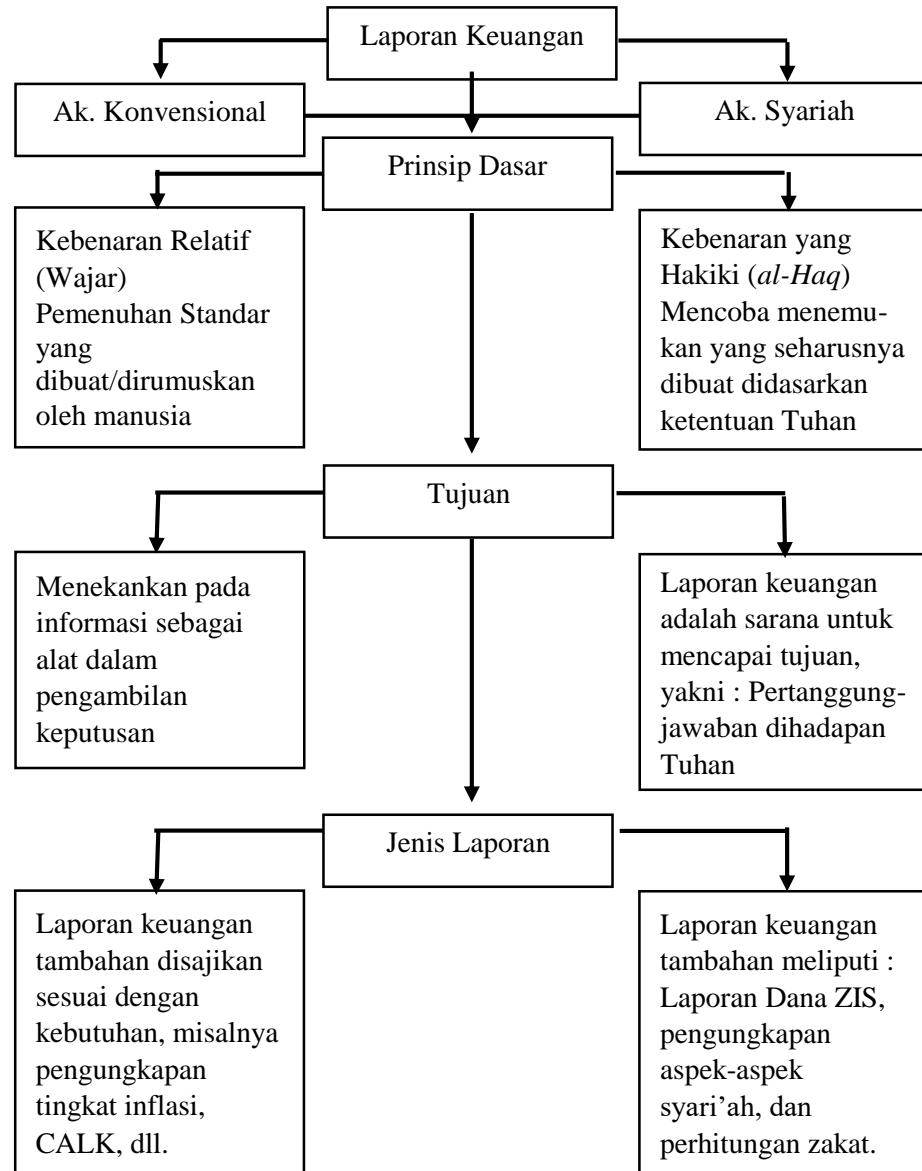 Laporan Keuangan
Ak. Konvensional
Ak. Syariah
Prinsip Dasar
Kebenaran Relatif
(Wajar)
Pemenuhan Standar
yang
dibuat/dirumuskan
oleh manusia
Kebenaran yang
Hakiki (al-Haq)
Mencoba menemu-
kan yang seharusnya
dibuat didasarkan
ketentuan Tuhan
Tujuan
Menekankan pada
informasi sebagai
alat dalam
pengambilan
keputusan
Laporan keuangan
adalah sarana untuk
mencapai tujuan,
yakni : Pertanggung-
jawaban dihadapan
Tuhan
Jenis Laporan
Laporan keuangan
tambahan disajikan
sesuai dengan
kebutuhan, misalnya
pengungkapan
tingkat inflasi,
CALK, dll.
Laporan keuangan
tambahan meliputi :
Laporan Dana ZIS,
pengungkapan
aspek-aspek
syari’ah, dan
perhitungan zakat.